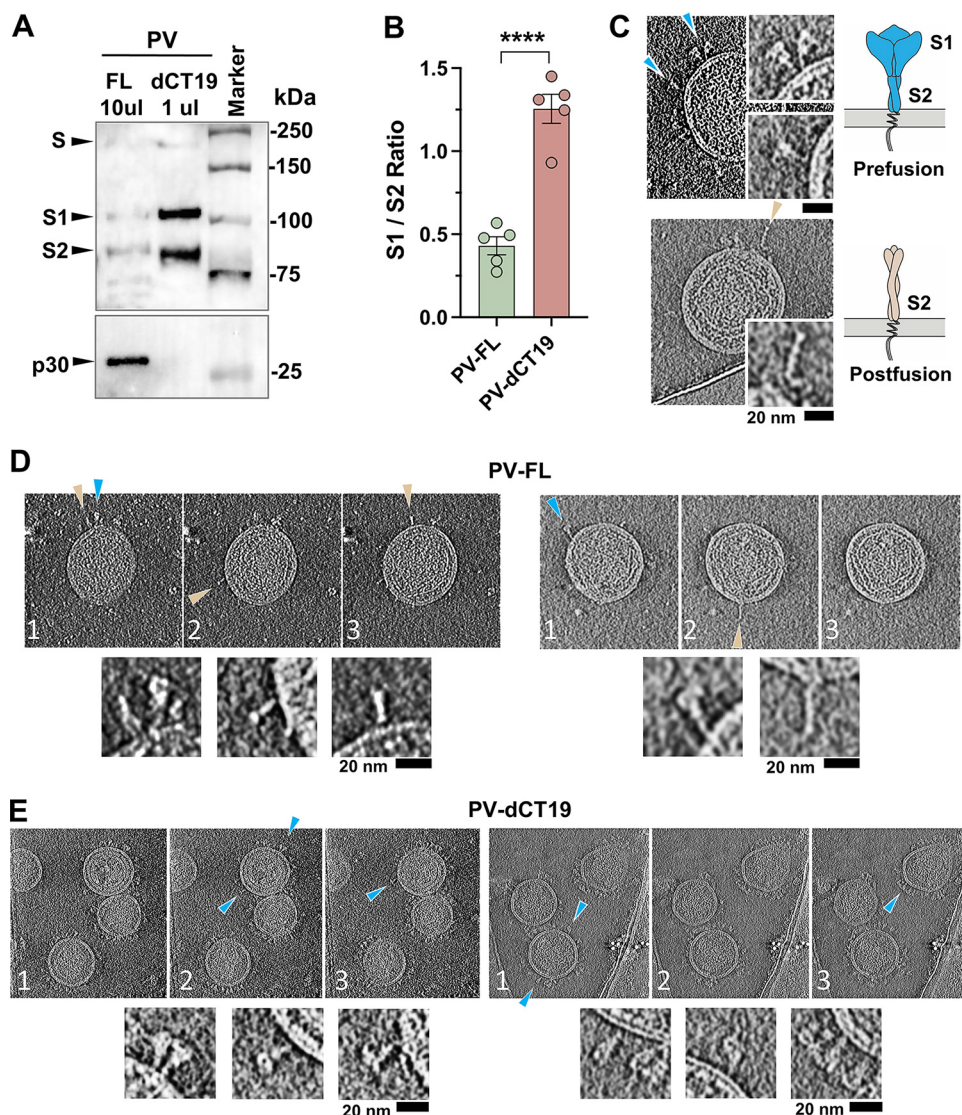 A
PV
FL dCT19 Marker
10ul 1 ul
kDa
S
-250
-150
S1
-100
S2
-75
p30
-25
B
****
S1 / S2 Ratio
1.5
1.0
0.5
0.0
PV-FL
PV-dCT19
C
S1
S2
Prefusion
S2
Postfusion
20 nm
D
PV-FL
1 2 3 1 2 3
20 nm 20 nm
E
PV-dCT19
1 2 3 1 2 3
20 nm 20 nm